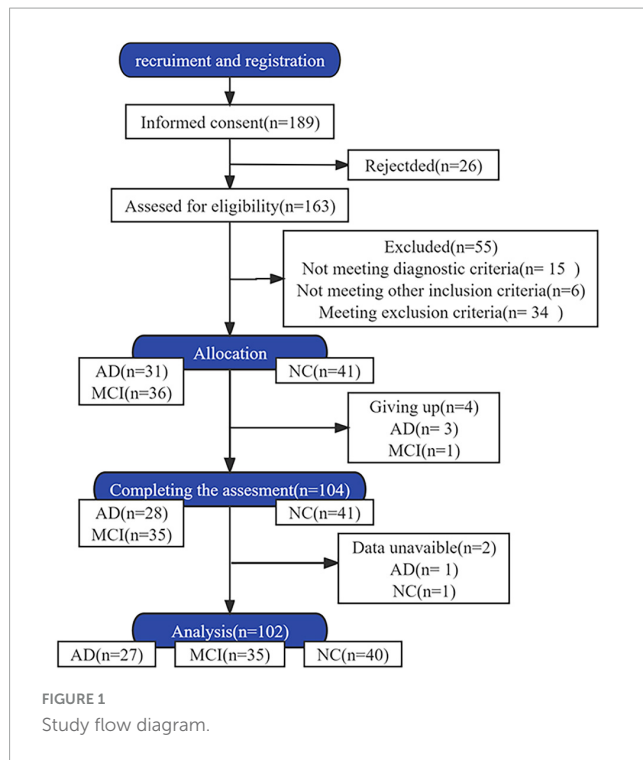 recruiment and registration
Informed consent(n=189)
Rejectded(n=26)
Assesed for eligibility(n=163)
Excluded(n=55)
Not meeting diagnostic criteria(n= 15 )
Not meeting other inclusion criteria(n=6)
Meeting exclusion criteria(n= 34 )
Allocation
AD(n=31)
NC(n=41)
MCI(n=36)
Giving up(n=4)
AD(n= 3)
MCI(n=1)
Completing the assesment(n=104)
AD(n=28)
NC(n=41)
MCI(n=35)
Data unavaible(n=2)
AD(n= 1)
NC(n=1)
Analysis(n=102)
AD(n=27)
MCI(n=35)
NC(n=40)
FIGURE 1
Study flow diagram.